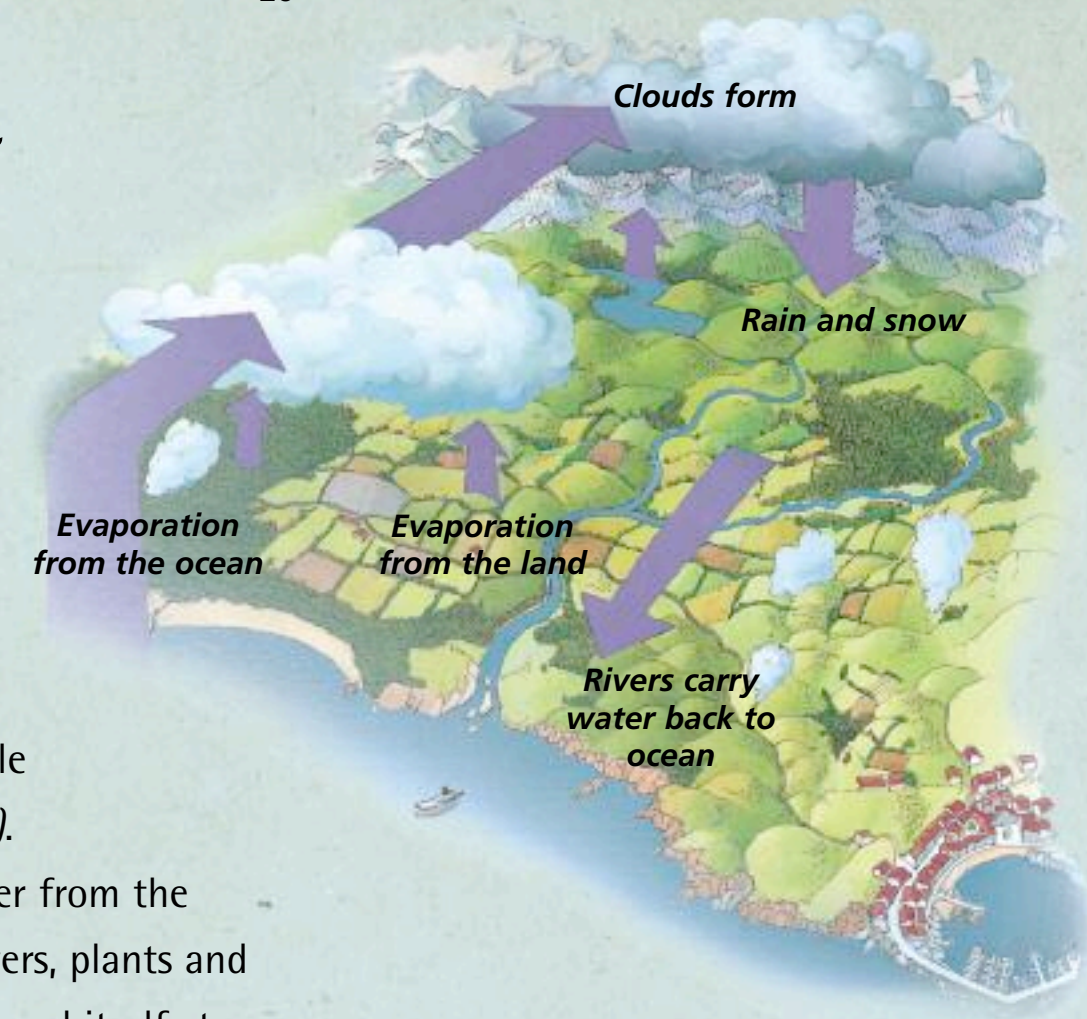 Clouds form
Rain and snow
Evaporation
from the ocean
Evaporation
from the land
Rivers carry
water back to
ocean
er from the
ers, plants and